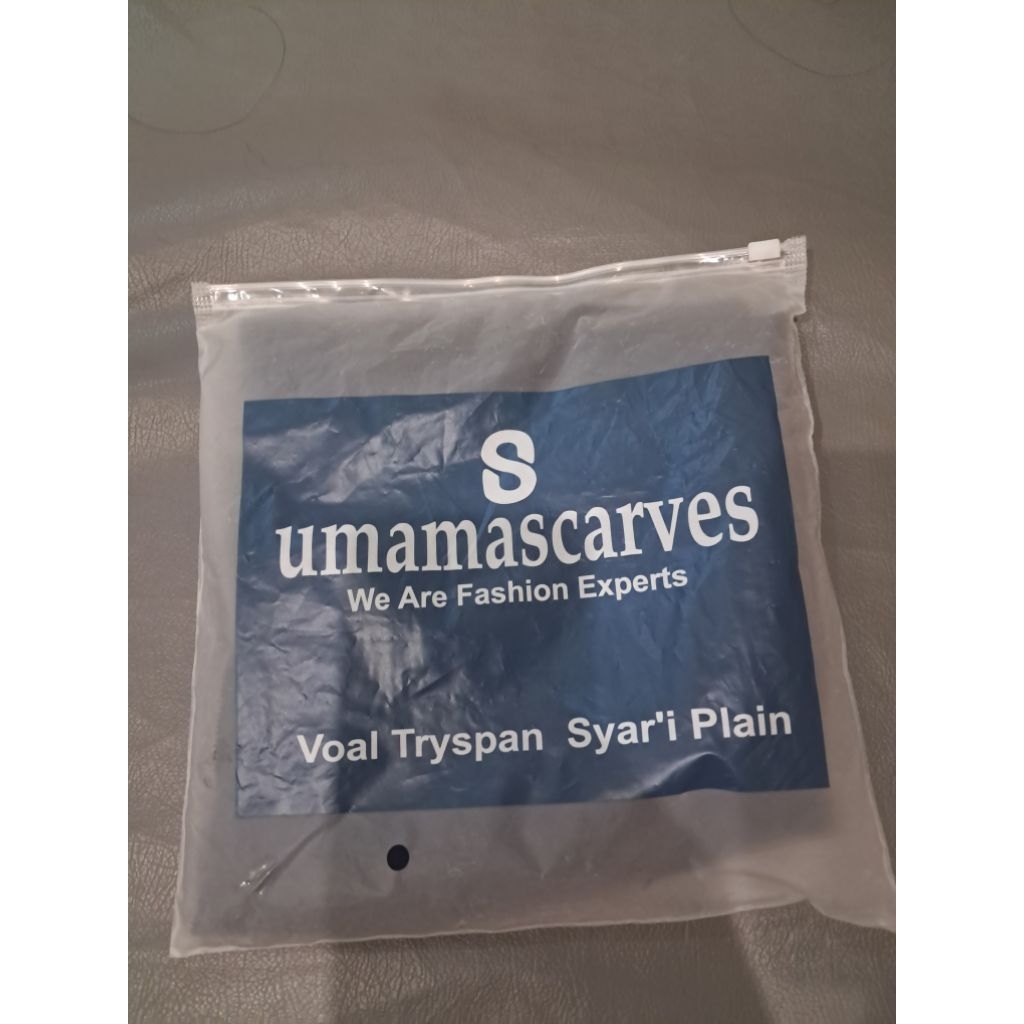 S
umamascarves
We Are Fashion Experts
Voal Tryspan Syar'i Plain